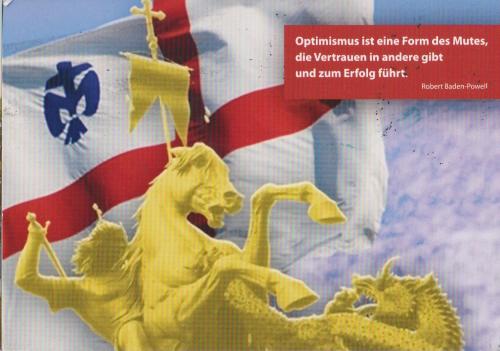 Optimismus ist eine Form des Mutes,
die Vertrauen in andere gibt
und zum Erfolg führt.
Robert Baden-Powell